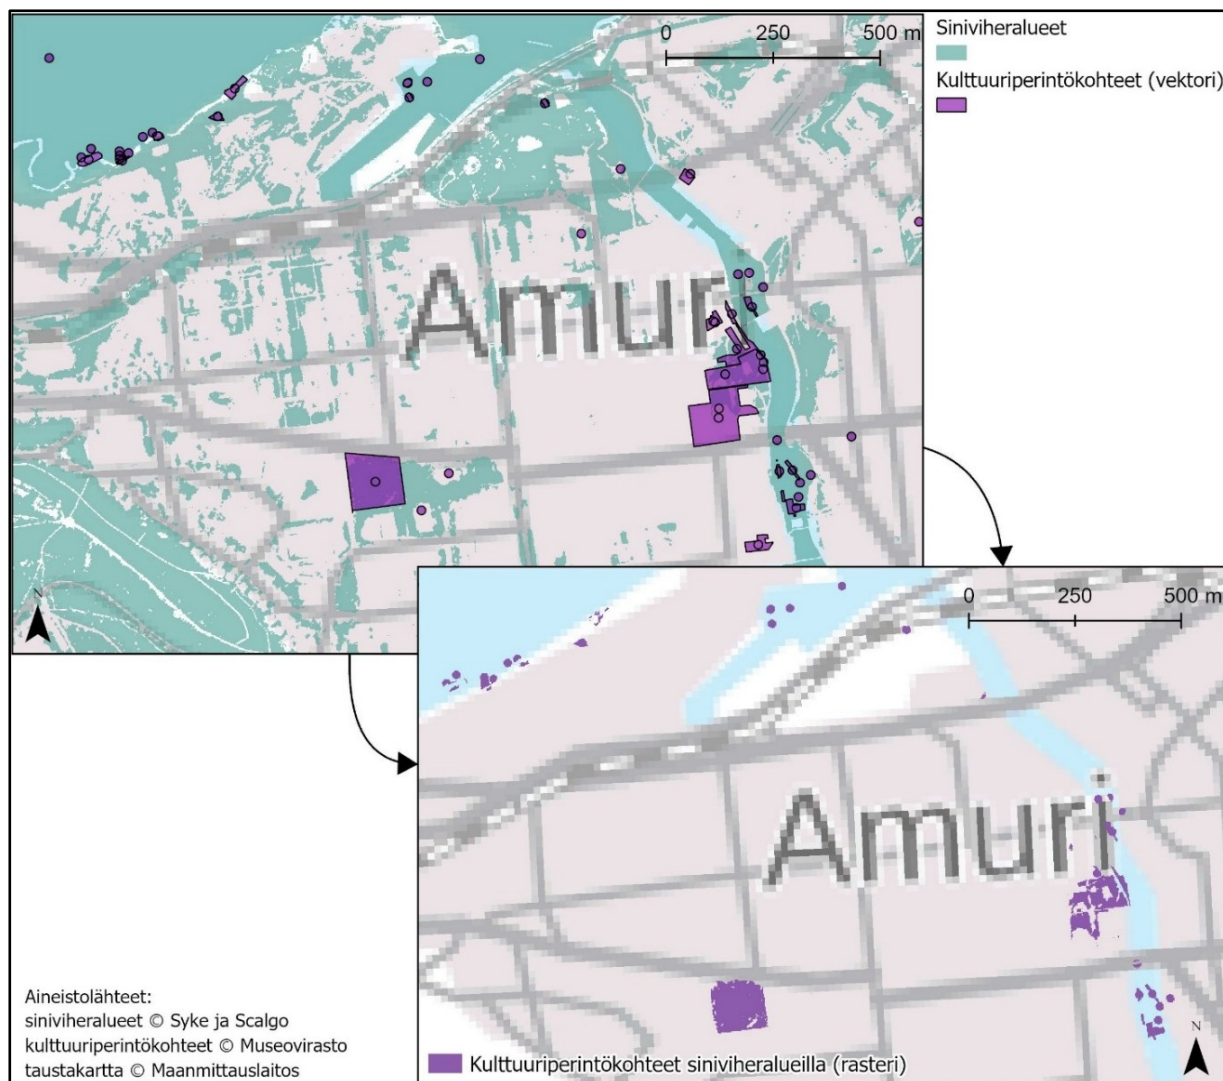 0 250 500 m
Siniviheralueet
Kulttuuriperintökohteet (vektori)
Amuri
N
0 250 500 m
Amuri
Aineistolähteet:
siniviheralueet © Syke ja Scalgo
kulttuuriperintökohteet © Museovirasto
taustakartta © Maanmittauslaitos
Kulttuuriperintökohteet siniviheralueilla (rasteri)
N